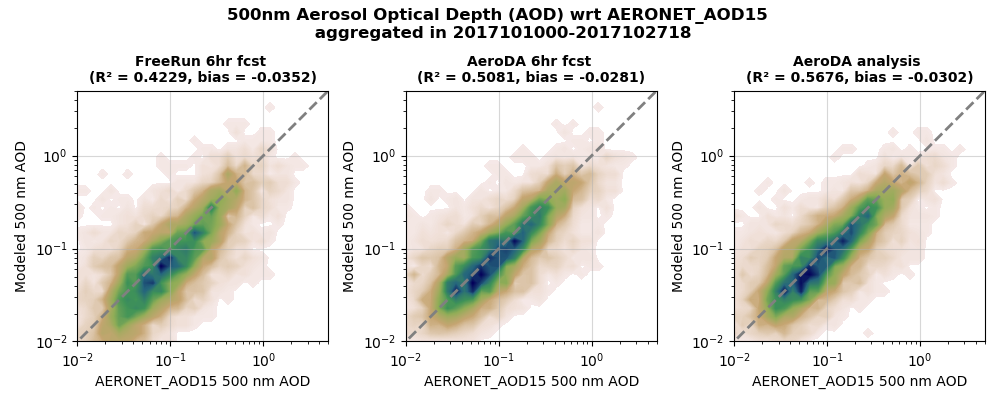 500nm Aerosol Optical Depth (AOD) wrt AERONET_AOD15
aggregated in 2017101000-2017102718
FreeRun 6hr fcst
(R² = 0.4229, bias = -0.0352)
AeroDA 6hr fcst
(R² = 0.5081, bias = -0.0281)
AeroDA analysis
(R² = 0.5676, bias = -0.0302)
Modeled 500 nm AOD
10⁰
10⁻¹
10⁻²
10⁻² 10⁻¹ 10⁰
AERONET_AOD15 500 nm AOD
Modeled 500 nm AOD
10⁰
10⁻¹
10⁻²
10⁻² 10⁻¹ 10⁰
AERONET_AOD15 500 nm AOD
Modeled 500 nm AOD
10⁰
10⁻¹
10⁻²
10⁻² 10⁻¹ 10⁰
AERONET_AOD15 500 nm AOD